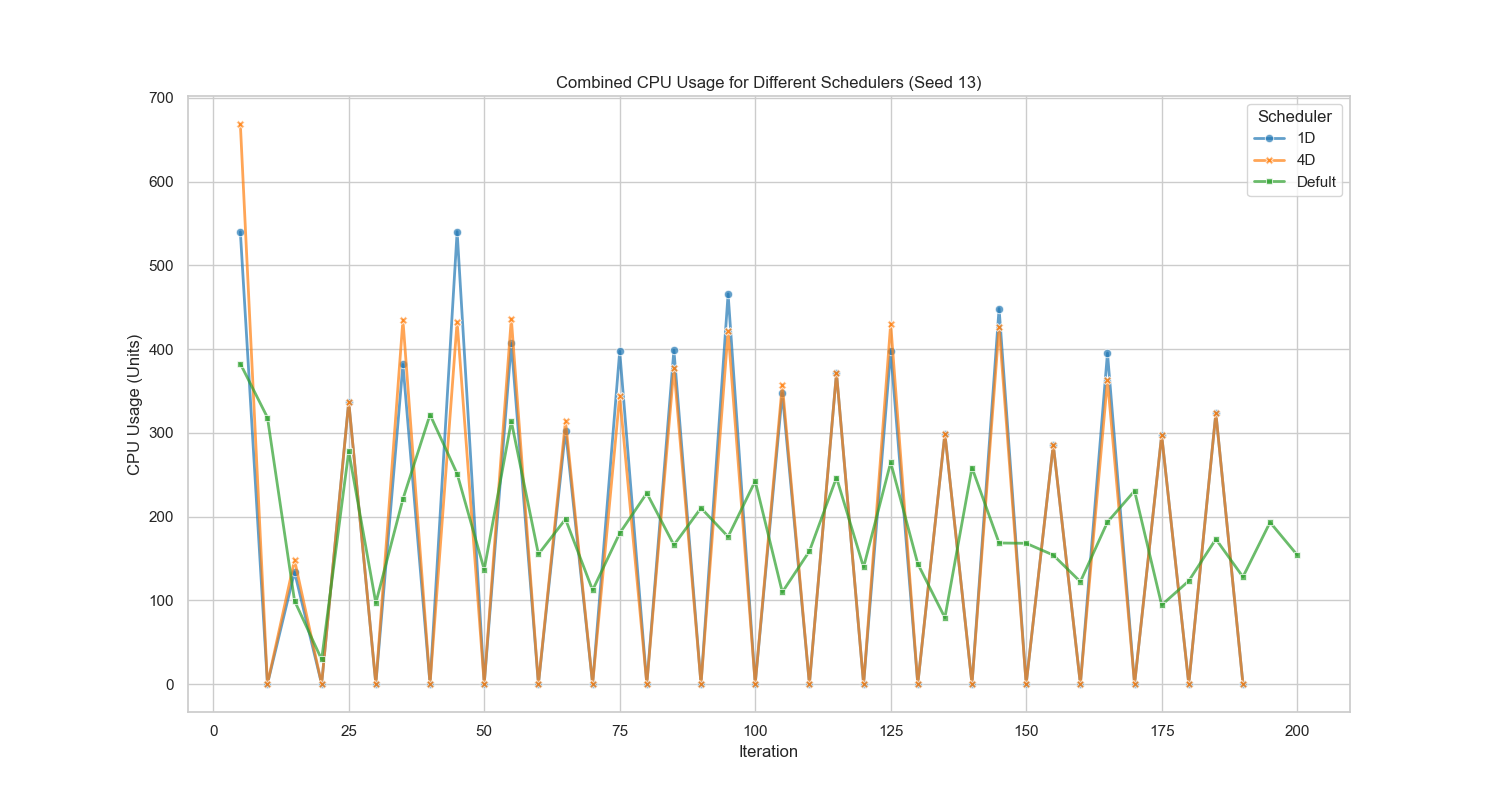 Combined CPU Usage for Different Schedulers (Seed 13)
700
600
500
400
300
200
100
0
CPU Usage (Units)
0 25 50 75 100 125 150 175 200
Iteration
Scheduler
1D
4D
Defult